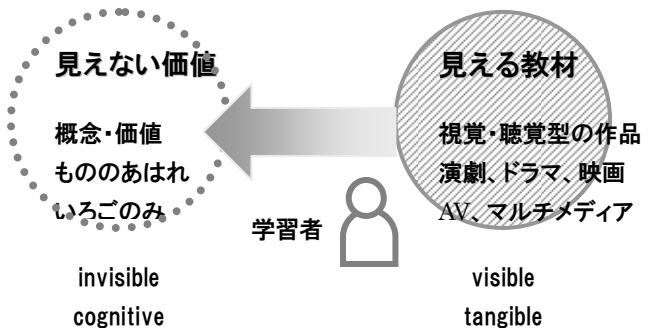 見えない価値
概念・価値
もののあはれ
いろごのみ
invisible
cognitive
学習者
見える教材
視覚・聴覚型の作品
演劇、ドラマ、映画
AV、マルチメディア
visible
tangible